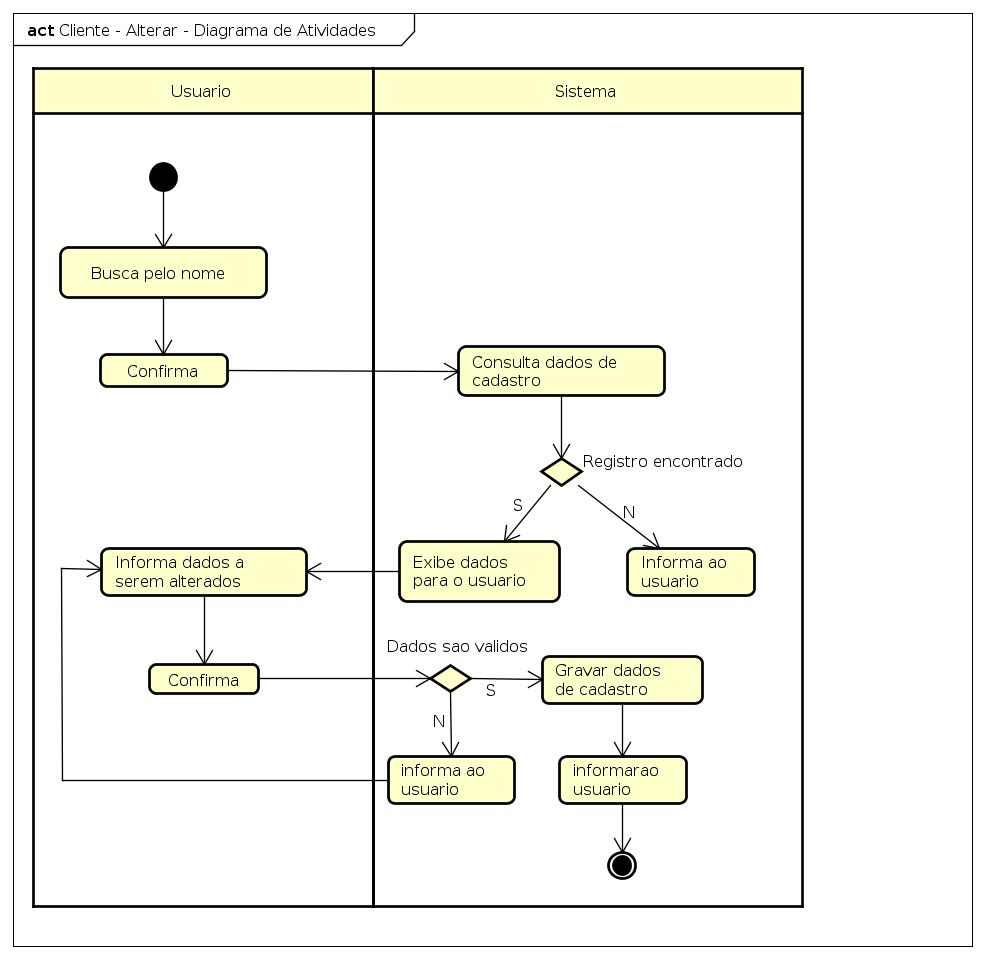 act Cliente - Alterar - Diagrama de Atividades
Usuario
Sistema
Busca pelo nome
Confirma
Consulta dados de
cadastro
Registro encontrado
S
N
Informa dados a
serem alterados
Exibe dados
para o usuario
Informa ao
usuario
Dados sao validos
Confirma
S
Gravar dados
de cadastro
N
informa ao
usuario
informarao
usuario